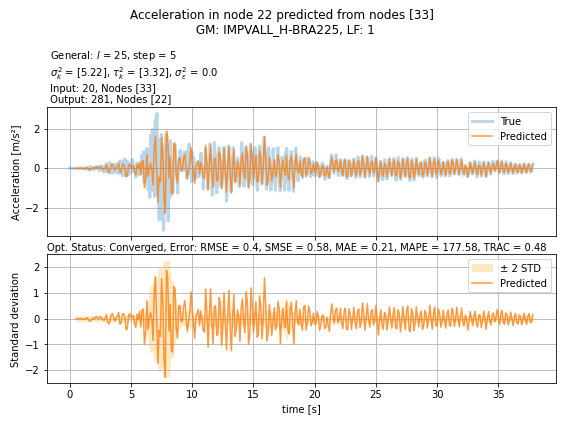 Acceleration in node 22 predicted from nodes [33]
GM: IMPVALL_H-BRA225, LF: 1
General: l = 25, step = 5
σ²ₖ = [5.22], τ²ₖ = [3.32], σ²ε = 0.0
Input: 20, Nodes [33]
Output: 281, Nodes [22]
True
Predicted
Acceleration [m/s²]
2
0
−2
Opt. Status: Converged, Error: RMSE = 0.4, SMSE = 0.58, MAE = 0.21, MAPE = 177.58, TRAC = 0.48
± 2 STD
Predicted
Standard deviation
2
1
0
−1
−2
0 5 10 15 20 25 30 35
time [s]